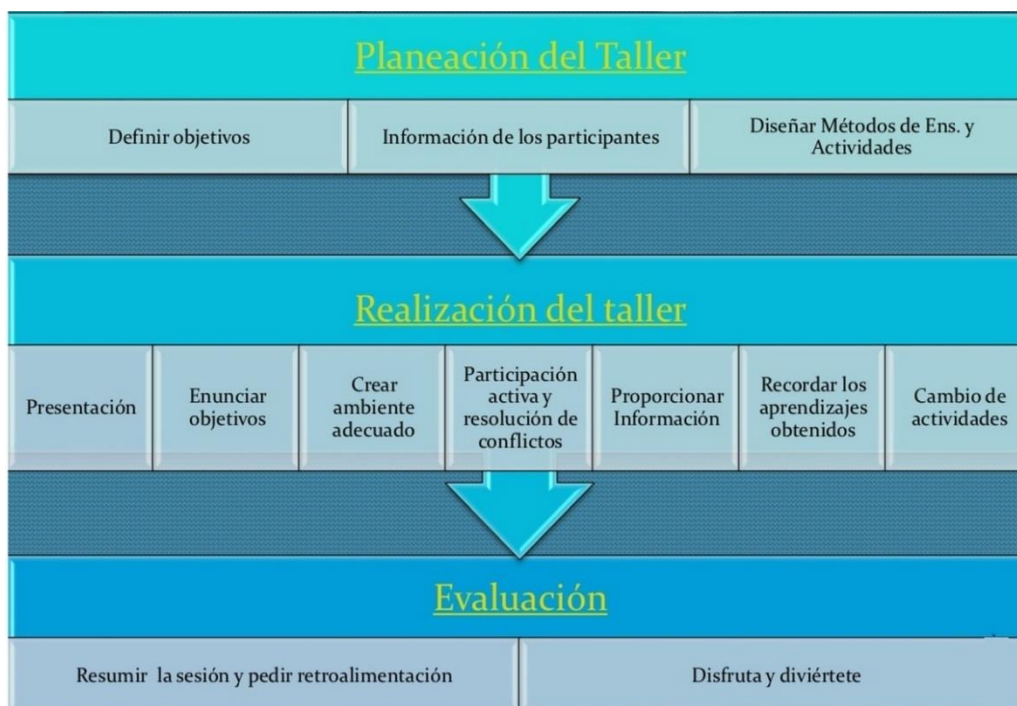 Planeación del Taller
Definir objetivos
Información de los participantes
Diseñar Métodos de Ens. y
Actividades
Realización del taller
Presentación
Enunciar
objetivos
Crear
ambiente
adecuado
Participación
activa y
resolución de
conflictos
Proporcionar
Información
Recordar los
aprendizajes
obtenidos
Cambio de
actividades
Evaluación
Resumir la sesión y pedir retroalimentación
Disfruta y diviértete